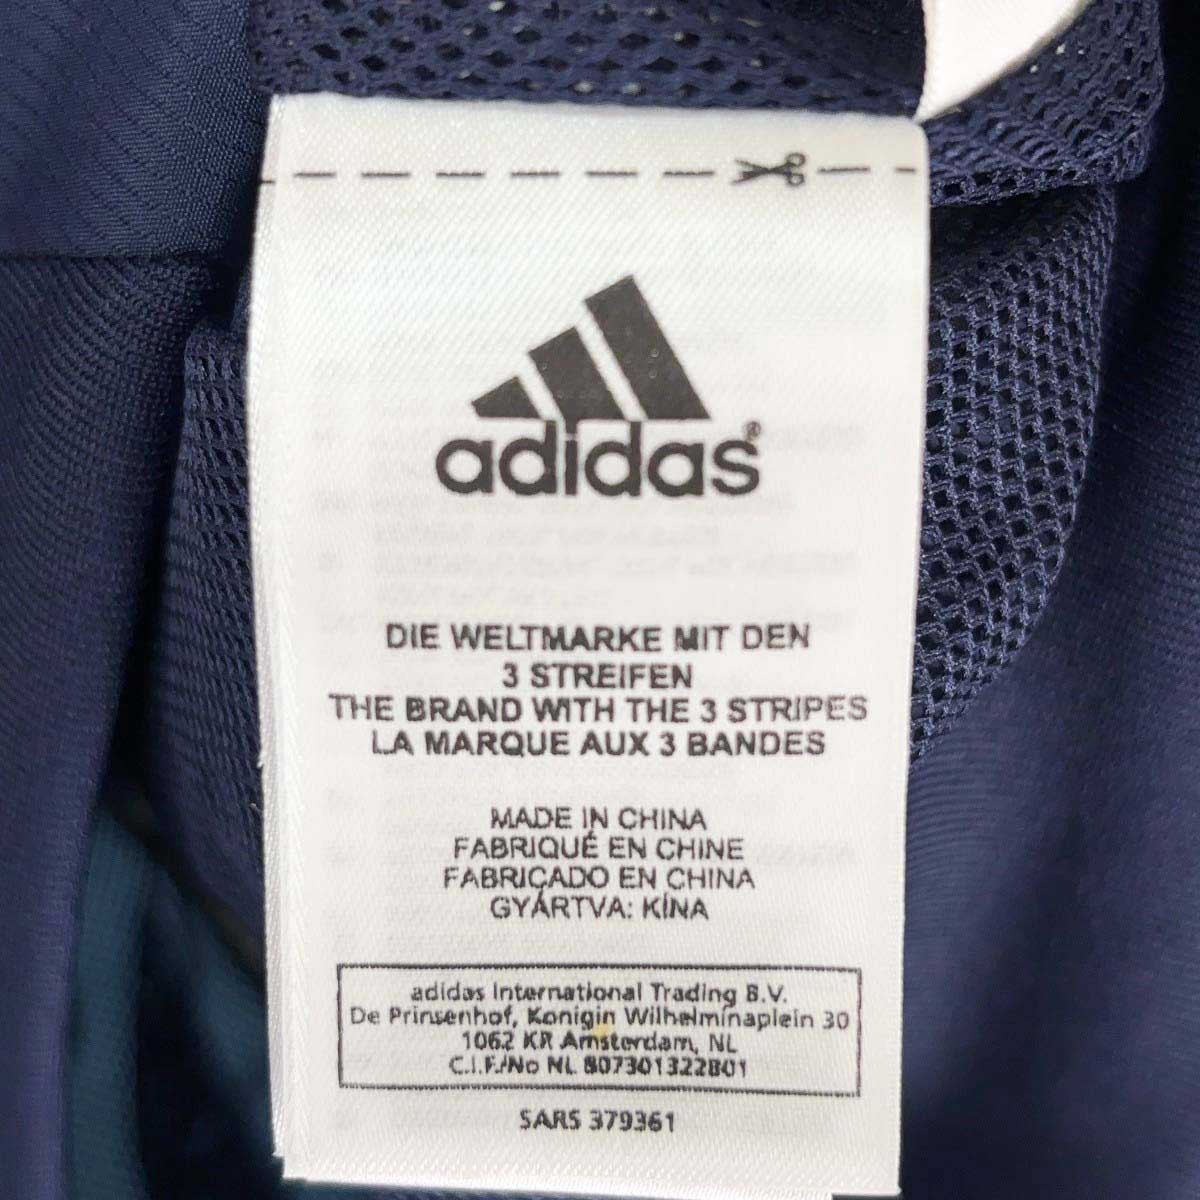 adidas®
DIE WELTMARKE MIT DEN
3 STREIFEN
THE BRAND WITH THE 3 STRIPES
LA MARQUE AUX 3 BANDES
MADE IN CHINA
FABRIQUÉ EN CHINE
FABRICADO EN CHINA
GYÁRTVA: KÍNA
adidas International Trading B.V.
De Prinsenhof, Konigin Wilhelminaplein 30
1062 KR Amsterdam, NL
C.I.F./No NL 807301322B01
SARS 379361